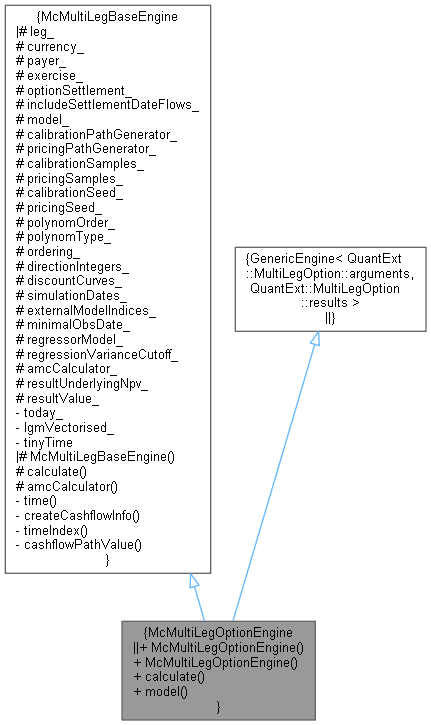 {McMultiLegBaseEngine
|# leg_
# currency_
# payer_
# exercise_
# optionSettlement_
# includeSettlementDateFlows_
# model_
# calibrationPathGenerator_
# pricingPathGenerator_
# calibrationSamples_
# pricingSamples_
# calibrationSeed_
# pricingSeed_
# polynomOrder_
# polynomType_
# ordering_
# directionIntegers_
# discountCurves_
# simulationDates_
# externalModelIndices_
# minimalObsDate_
# regressorModel_
# regressionVarianceCutoff_
# amcCalculator_
# resultUnderlyingNpv_
# resultValue_
- today_
- lgmVectorised_
- tinyTime
|# McMultiLegBaseEngine()
# calculate()
# amcCalculator()
- time()
- createCashflowInfo()
- timeIndex()
- cashflowPathValue()
}
{GenericEngine< QuantExt
::MultiLegOption::arguments,
QuantExt::MultiLegOption
::results >
||}
{McMultiLegOptionEngine
||+ McMultiLegOptionEngine()
+ McMultiLegOptionEngine()
+ calculate()
+ model()
}